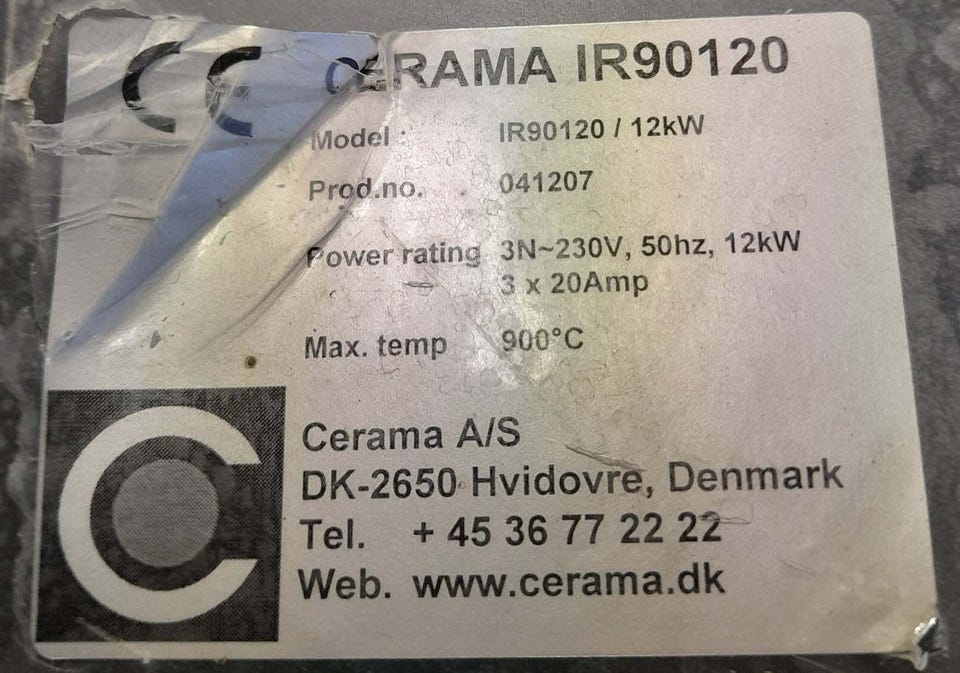 CE
CERAMA IR90120
Model : IR90120 / 12kW
Prod.no. 041207
Power rating 3N~230V, 50hz, 12kW
3 x 20Amp
Max. temp 900°C
Cerama A/S
DK-2650 Hvidovre, Denmark
Tel. + 45 36 77 22 22
Web. www.cerama.dk